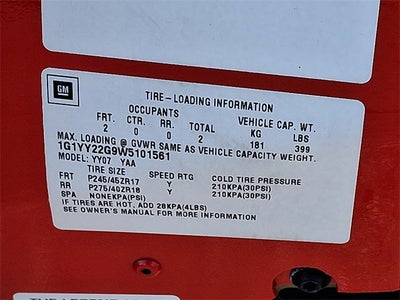 GM
TIRE-LOADING INFORMATION
OCCUPANTS VEHICLE CAP. WT.
FRT. CTR. RR. TOTAL KG LBS
2 0 0 2 181 399
MAX. LOADING @ GVWR SAME AS VEHICLE CAPACITY WEIGHT.
1G1YY22G9W5101561
MODEL: YY07 YAA
TIRE SIZE SPEED RTG COLD TIRE PRESSURE
FRT P245/45ZR17 Y 210KPA(30PSI)
RR P275/40ZR18 Y 210KPA(30PSI)
SPA NONEKPA(PSI)
IF TIRES ARE HOT, ADD 28KPA(4LBS)
SEE OWNER'S MANUAL FOR MORE INFORMATION